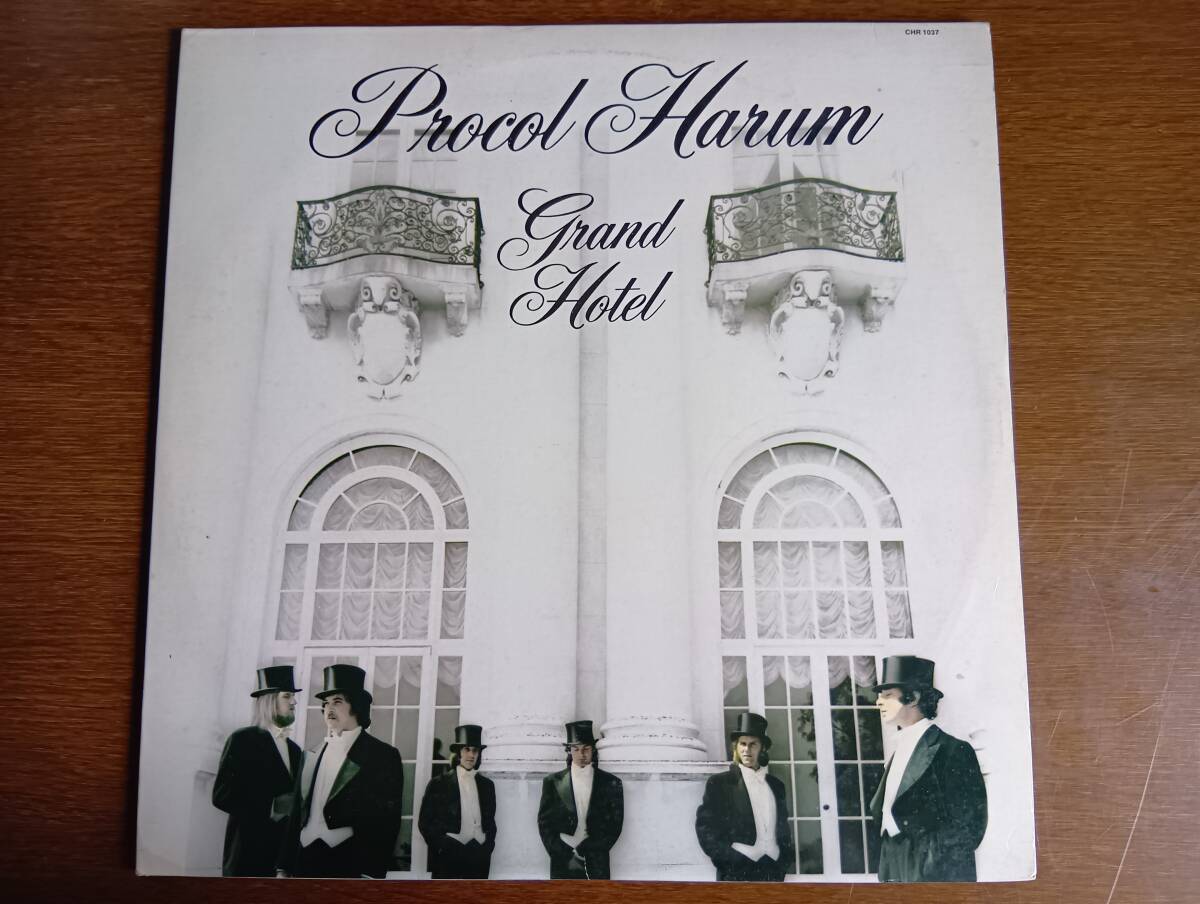 CHR 1037
Procol Harum
Grand
Hotel